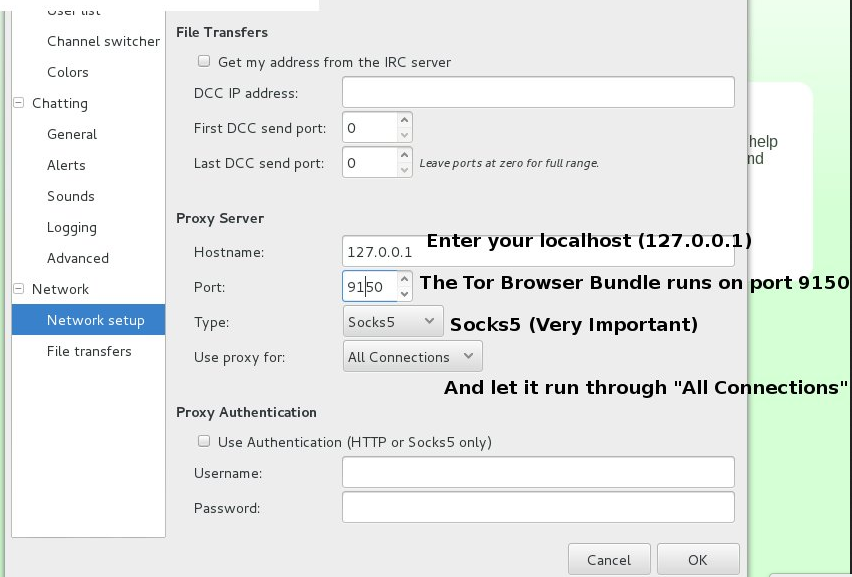 User list
Channel switcher
Colors
Chatting
General
Alerts
Sounds
Logging
Advanced
Network
Network setup
File transfers
File Transfers
Get my address from the IRC server
DCC IP address:
First DCC send port: 0
Last DCC send port: 0 Leave ports at zero for full range.
Proxy Server
Hostname: 127.0.0.1 Enter your localhost (127.0.0.1)
Port: 9150 The Tor Browser Bundle runs on port 9150
Type: Socks5 Socks5 (Very Important)
Use proxy for: All Connections
And let it run through "All Connections"
Proxy Authentication
Use Authentication (HTTP or Socks5 only)
Username:
Password:
Cancel OK
help